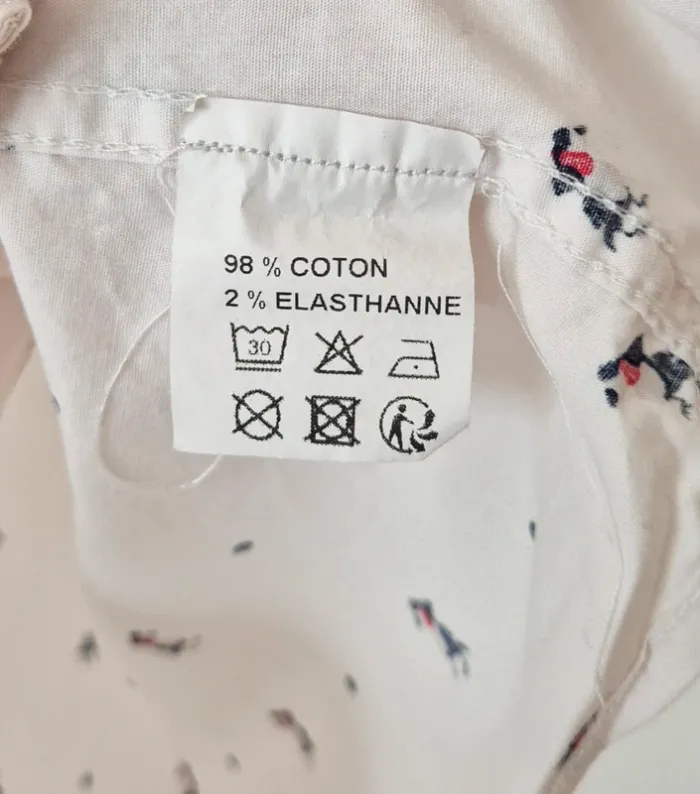 98 % COTON
2 % ELASTHANNE
30